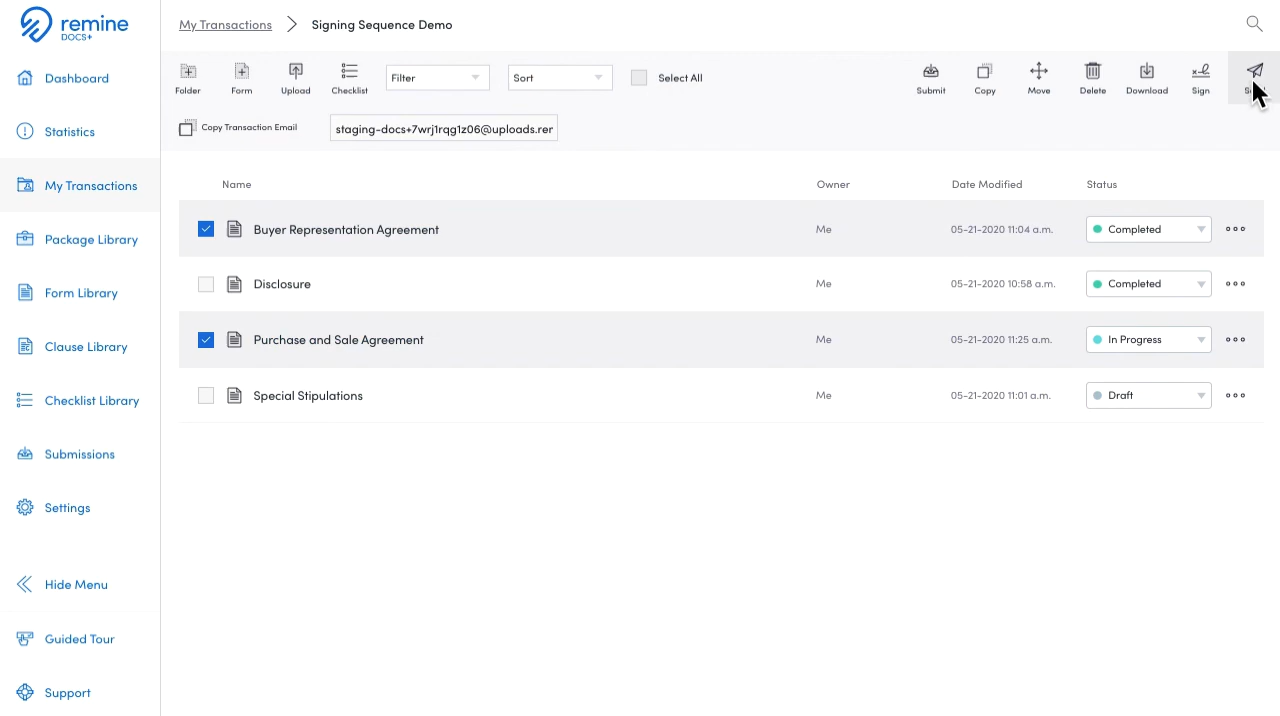 remine
DOCS+
My Transactions
Signing Sequence Demo
Dashboard
Statistics
My Transactions
Package Library
Form Library
Clause Library
Checklist Library
Submissions
Settings
Hide Menu
Guided Tour
Support
Folder
Form
Upload
Checklist
Filter
Sort
Select All
Submit
Copy
Move
Delete
Download
Sign
Copy Transaction Email
staging-docs+7wrj1rqg1z06@uploads.rer
Name Owner Date Modified Status
Buyer Representation Agreement Me 05-21-2020 11:04 a.m. Completed
Disclosure Me 05-21-2020 10:58 a.m. Completed
Purchase and Sale Agreement Me 05-21-2020 11:25 a.m. In Progress
Special Stipulations Me 05-21-2020 11:01 a.m. Draft